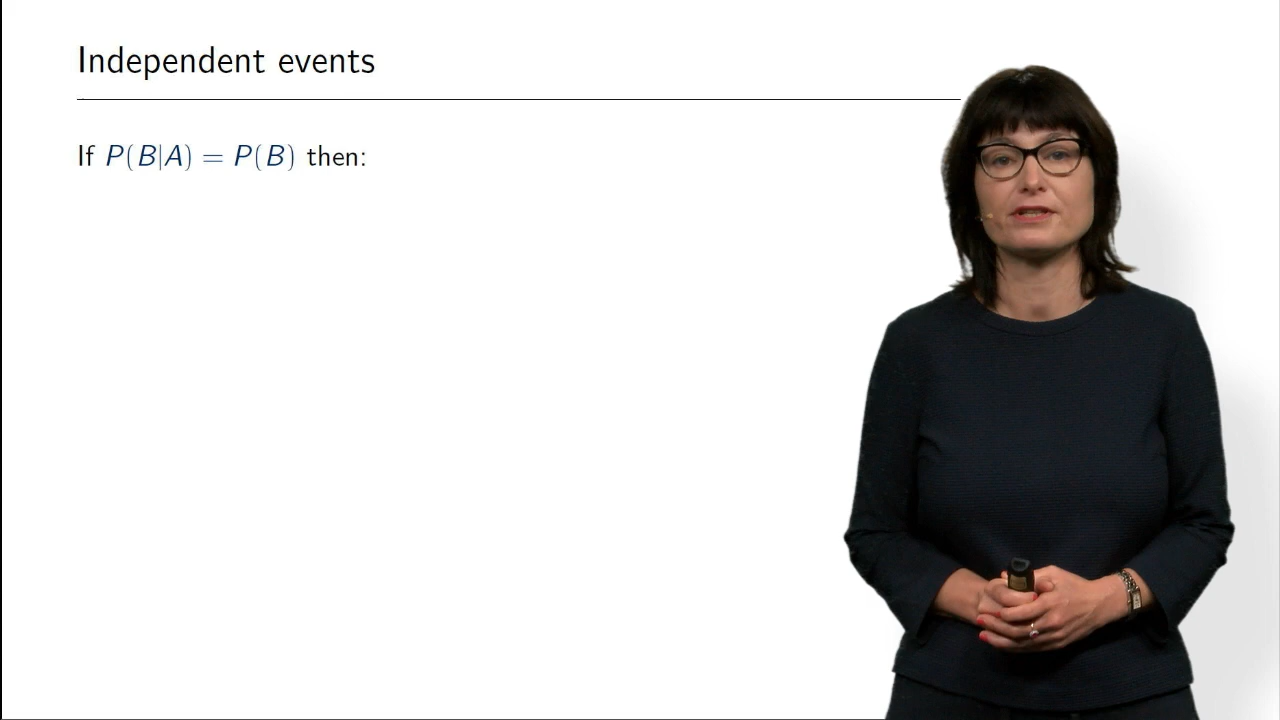 Independent events
If P(B|A) = P(B) then: